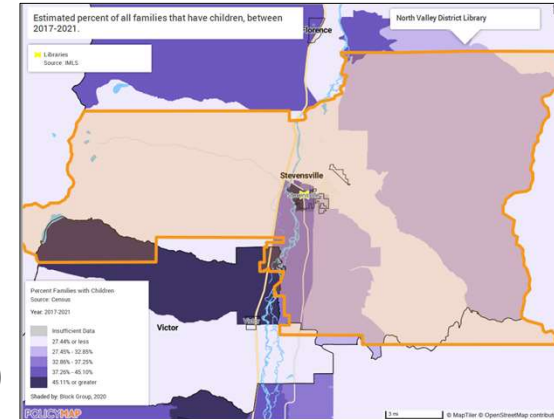 Estimated percent of all families that have children, between
2017-2021.
Libraries
Source: IMLS
North Valley District Library
Florence
Stevensville
Victor
Victor
Percent Families with Children
Source: Census
Year: 2017-2021
Insufficient Data
27.44% or less
27.45% - 32.85%
32.86% - 37.25%
37.26% - 45.10%
45.11% or greater
Shaded by: Block Group, 2020
POLICYMAP
3 mi
© MapTiler © OpenStreetMap contribut